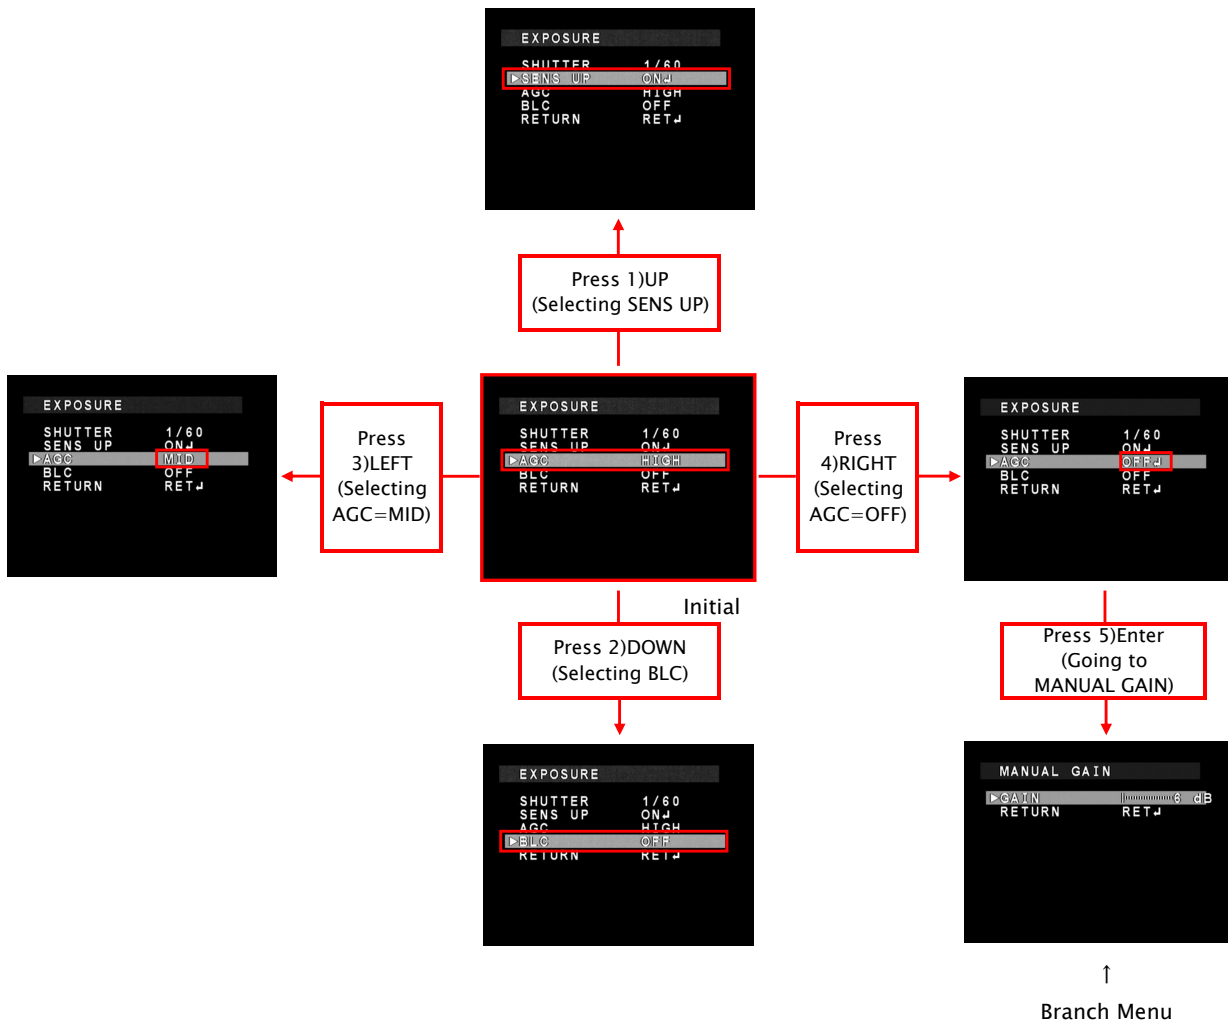 EXPOSURE
SHUTTER 1/60
▷SENS UP ON↲
AGC HIGH
BLC OFF
RETURN RET↲
Press 1)UP
(Selecting SENS UP)
EXPOSURE
SHUTTER 1/60
SENS UP ON↲
▷AGC MID
BLC OFF
RETURN RET↲
Press
3)LEFT
(Selecting
AGC=MID)
EXPOSURE
SHUTTER 1/60
SENS UP ON↲
▷AGC HIGH
BLC OFF
RETURN RET↲
Press
4)RIGHT
(Selecting
AGC=OFF)
EXPOSURE
SHUTTER 1/60
SENS UP ON↲
▷AGC OFF↲
BLC OFF
RETURN RET↲
Initial
Press 2)DOWN
(Selecting BLC)
Press 5)Enter
(Going to
MANUAL GAIN)
EXPOSURE
SHUTTER 1/60
SENS UP ON↲
AGC HIGH
▷BLC OFF
RETURN RET↲
MANUAL GAIN
▷GAIN 6 dB
RETURN RET↲
↑
Branch Menu